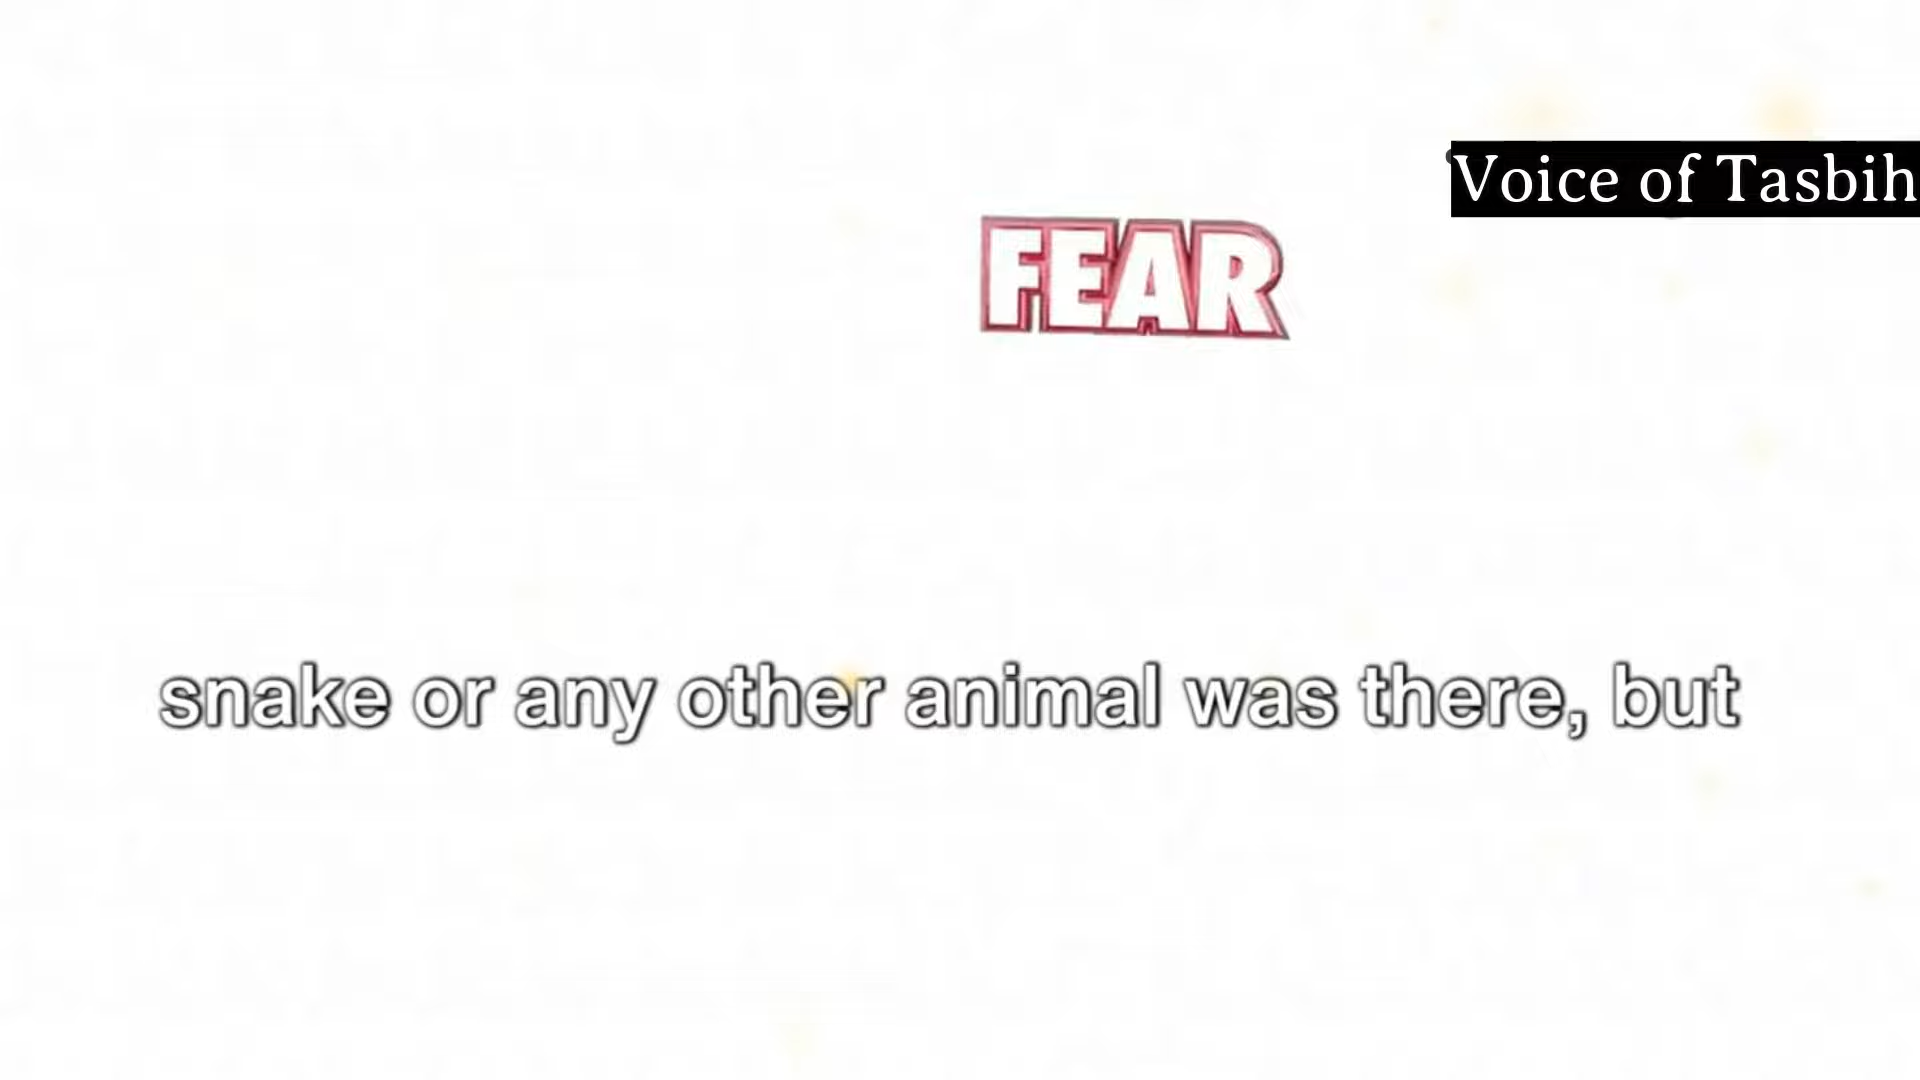 Voice of Tasbih
FEAR
snake or any other animal was there, but